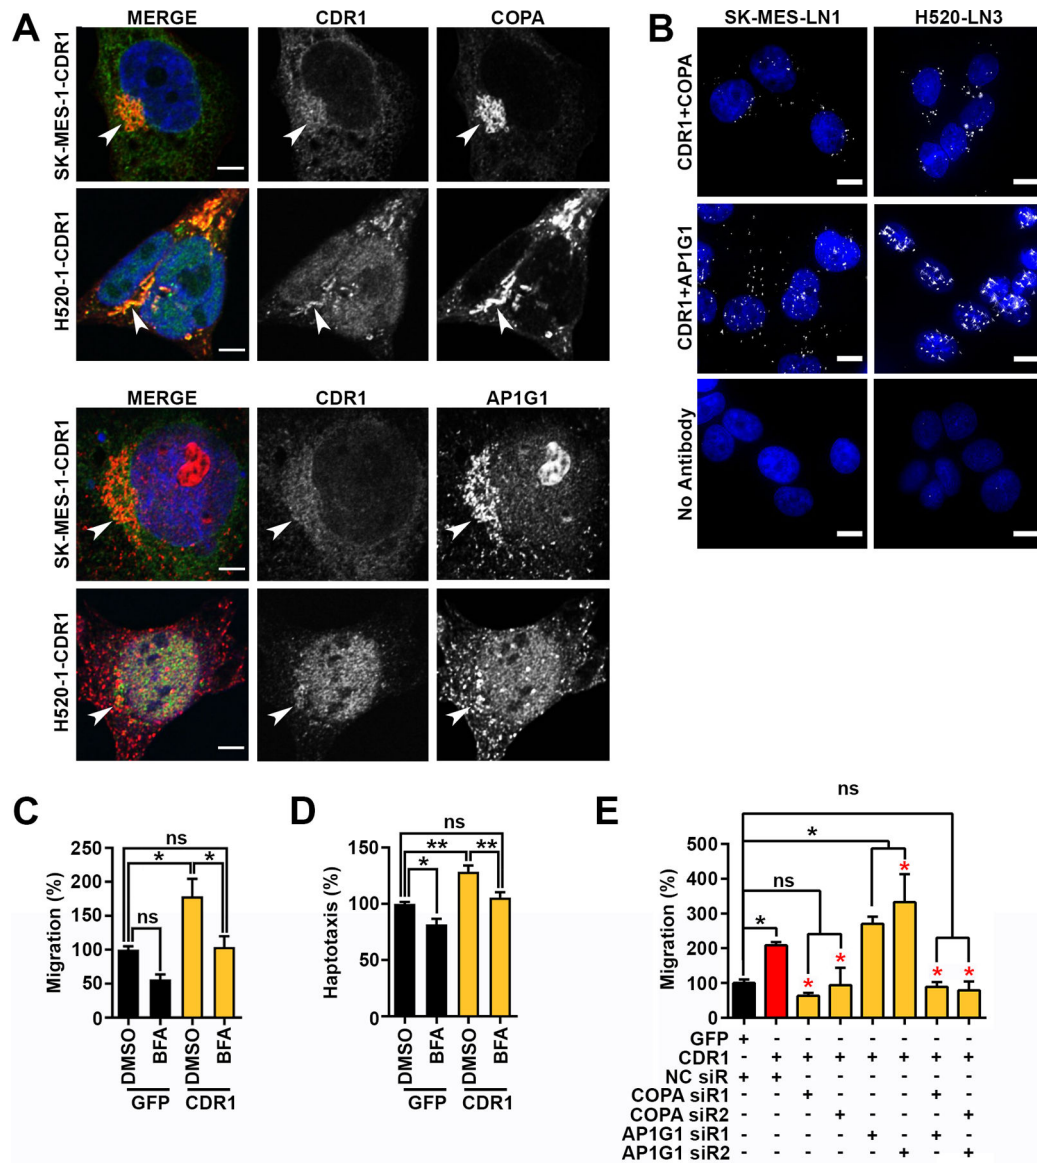 A
MERGE CDR1 COPA
SK-MES-1-CDR1
H520-1-CDR1
MERGE CDR1 AP1G1
SK-MES-1-CDR1
H520-1-CDR1
B
SK-MES-LN1 H520-LN3
CDR1+COPA
CDR1+AP1G1
No Antibody
C
Migration (%)
250
200
150
100
50
0
ns
* *
ns
DMSO BFA DMSO BFA
GFP CDR1
D
Haptotaxis (%)
150
100
50
0
ns
** **
*
DMSO BFA DMSO BFA
GFP CDR1
E
Migration (%)
500
400
300
200
100
0
ns
*
ns
*
* * * * *
GFP + - - - - - - -
CDR1 - + + + + + + +
NC siR + + - - - - - -
COPA siR1 - - + - - - + -
COPA siR2 - - - + - - - +
AP1G1 siR1 - - - - + - + -
AP1G1 siR2 - - - - - + - +